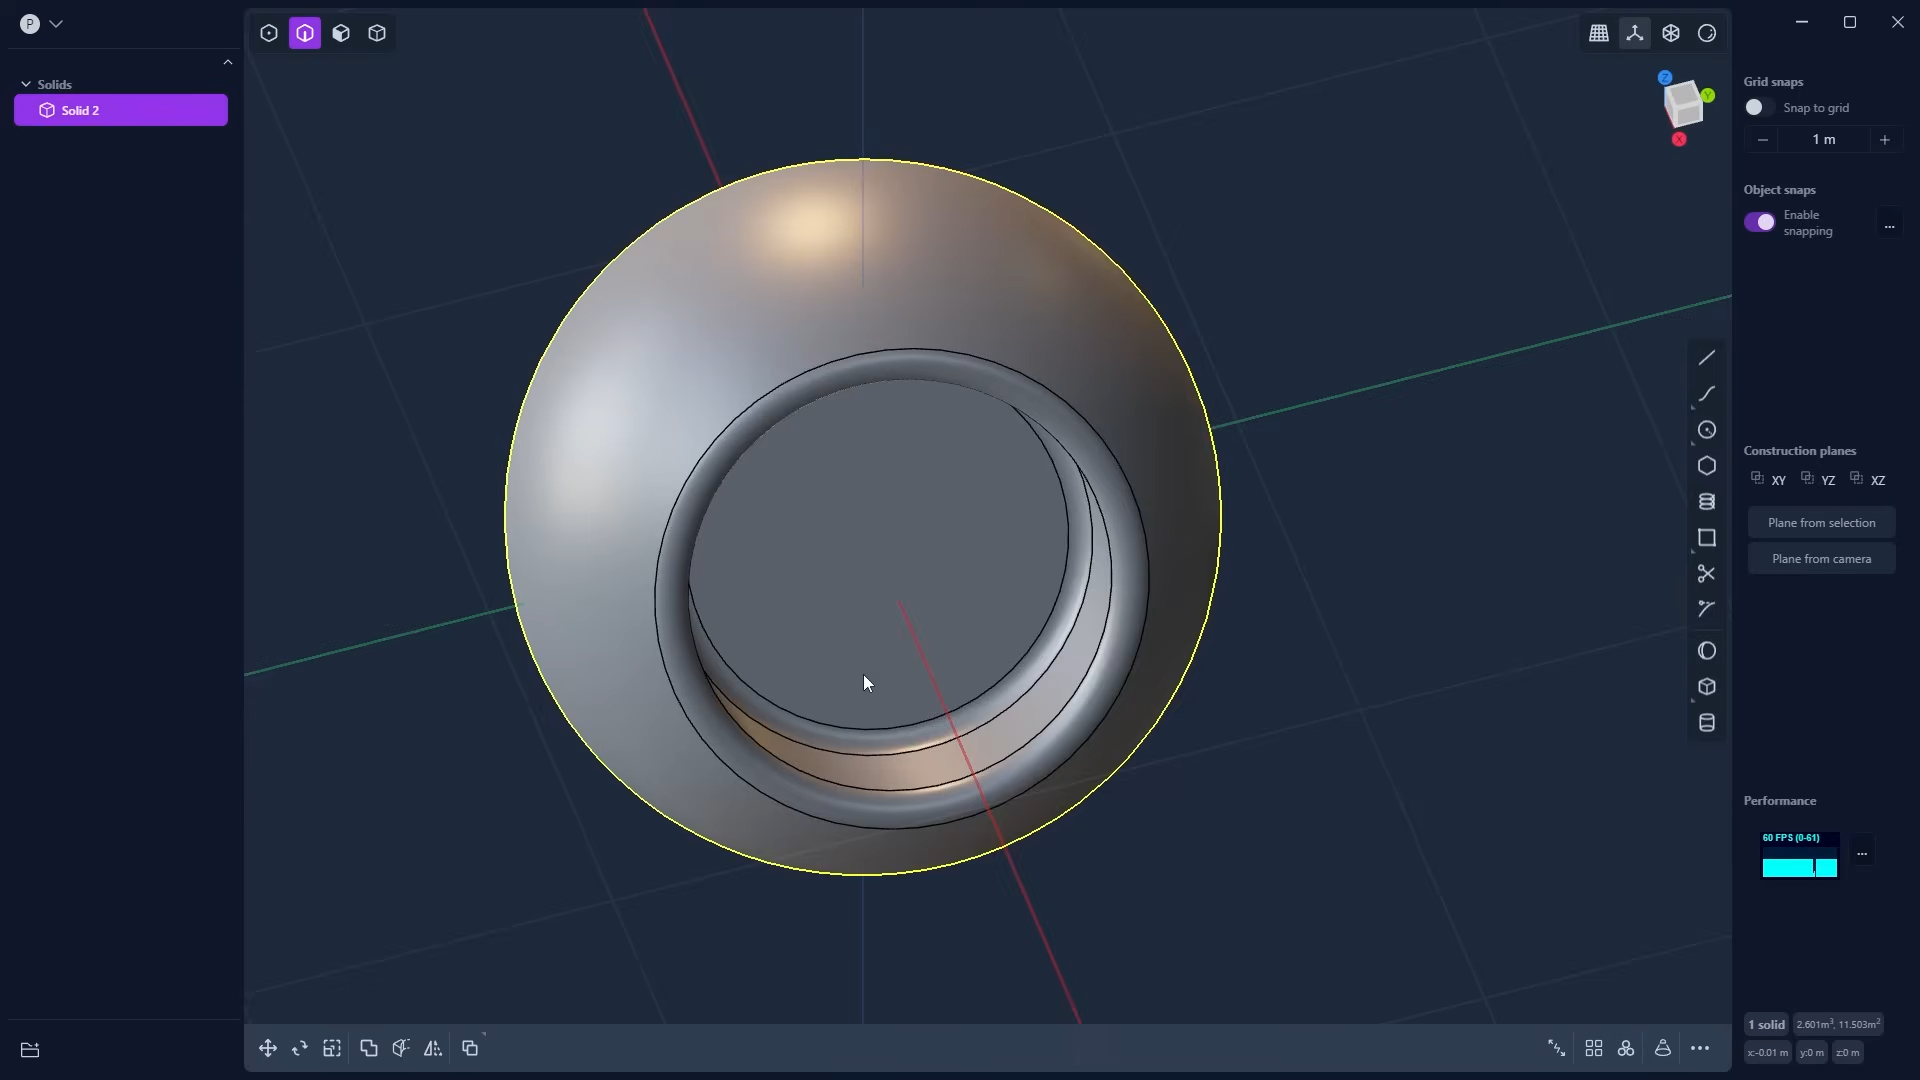 P
Solids
Solid 2
Z
Y
X
Grid snaps
Snap to grid
1 m
Object snaps
Enable
snapping
...
Construction planes
XY YZ XZ
Plane from selection
Plane from camera
Performance
60 FPS (0-61)
...
1 solid 2.601m³, 11.503m²
x:-0.01 m y:0 m z:0 m